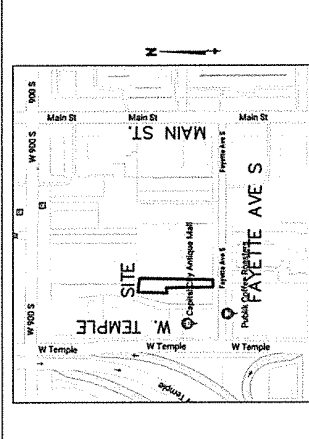 N
W 900 S
W 900 S
900 S
Main St
Main St
Main St
MAIN ST.
SITE
W. TEMPLE
Capital City Antique Mall
Fayette Ave S
Fayette Ave S
FAYETTE AVE S
Publik Coffee Roasters
W Temple
W Temple
W Temple